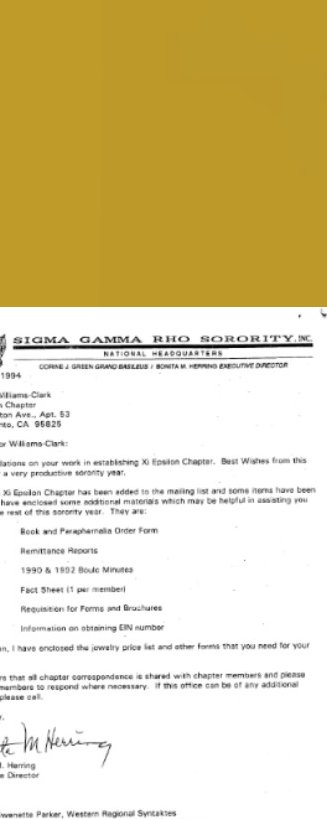 SIGMA GAMMA RHO SORORITY, INC.
NATIONAL HEADQUARTERS
CORINE J. GREEN GRAND BASILEUS / BONITA M. HERRING EXECUTIVE DIRECTOR
1994
Williams-Clark
Chapter
ton Ave., Apt. 53
nto, CA 95825
or Williams-Clark:
lations on your work in establishing Xi Epsilon Chapter. Best Wishes from this
a very productive sorority year.
Xi Epsilon Chapter has been added to the mailing list and some items have been
have enclosed some additional materials which may be helpful in assisting you
e rest of this sorority year. They are:
Book and Paraphernalia Order Form
Remittance Reports
1990 & 1992 Boule Minutes
Fact Sheet (1 per member)
Requisition for Forms and Brochures
Information on obtaining EIN number
n, I have enclosed the jewelry price list and other forms that you need for your
re that all chapter correspondence is shared with chapter members and please
members to respond where necessary. If this office can be of any additional
please call.
M Herring
. Herring
e Director
wenette Parker, Western Regional Syntaktes